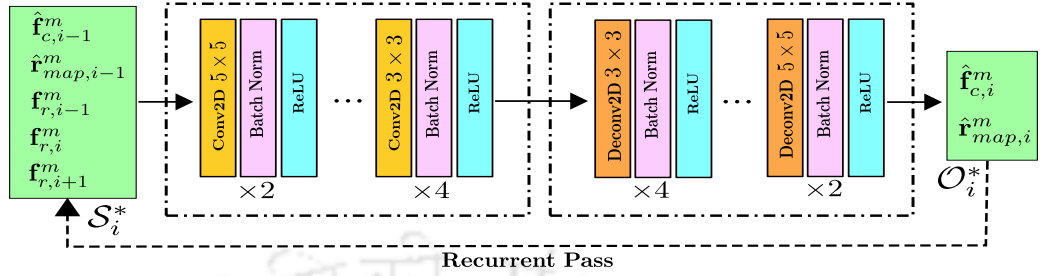 f̂^m_{c,i−1}
r̂^m_{map,i−1}
f^m_{r,i−1}
f^m_{r,i}
f^m_{r,i+1}
S^*_i
Conv2D 5 × 5
Batch Norm
ReLU
×2
...
Conv2D 3 × 3
Batch Norm
ReLU
×4
Deconv2D 3 × 3
Batch Norm
ReLU
×4
...
Deconv2D 5 × 5
Batch Norm
ReLU
×2
f̂^m_{c,i}
r̂^m_{map,i}
O^*_i
Recurrent Pass